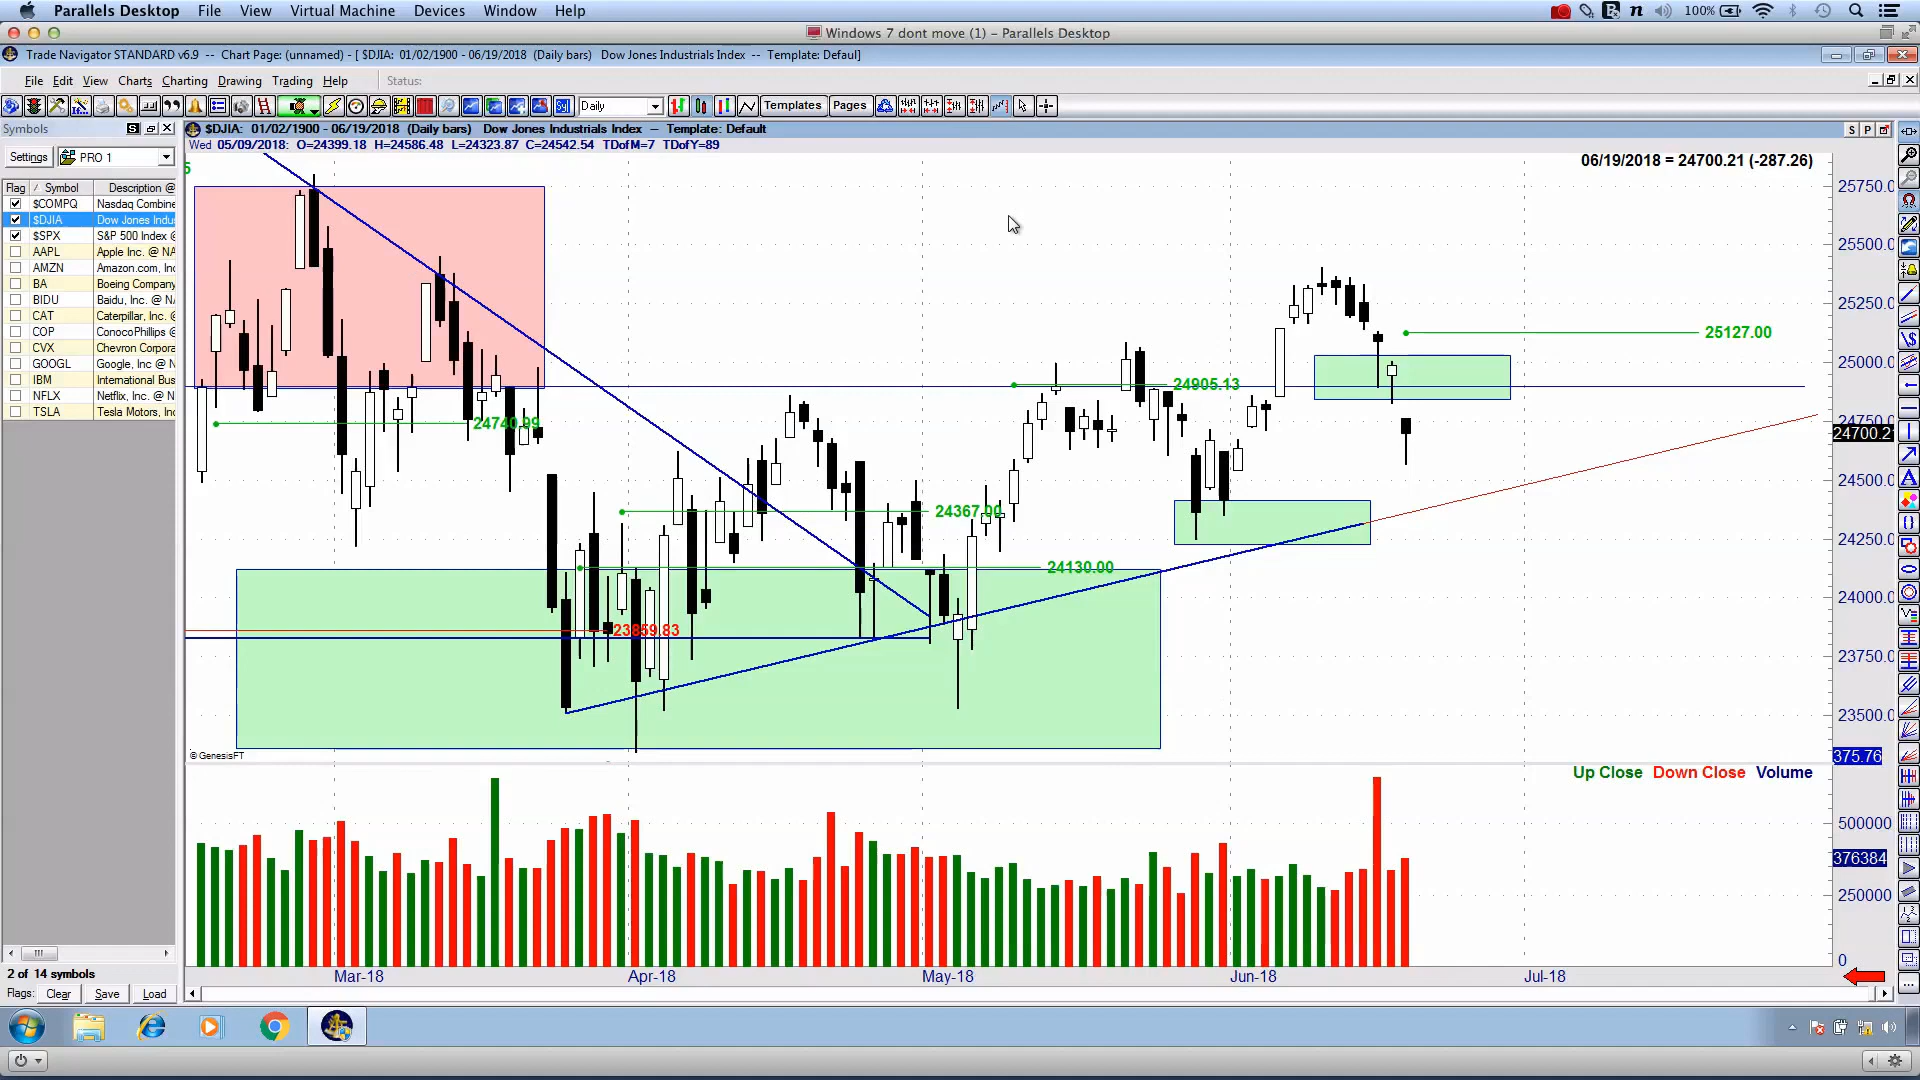 Parallels Desktop File View Virtual Machine Devices Window Help 100%
Windows 7 dont move (1) - Parallels Desktop
Trade Navigator STANDARD v6.9 -- Chart Page: (unnamed) - [ $DJIA: 01/02/1900 - 06/19/2018 (Daily bars) Dow Jones Industrials Index -- Template: Defaul]
File Edit View Charts Charting Drawing Trading Help Status:
Daily Templates Pages
Symbols S
$DJIA: 01/02/1900 - 06/19/2018 (Daily bars) Dow Jones Industrials Index -- Template: Default S P
Wed 05/09/2018: O=24399.18 H=24586.48 L=24323.87 C=24542.54 TDofM=7 TDofY=89
Settings PRO 1
06/19/2018 = 24700.21 (-287.26)
5
Flag / Symbol Description @
$COMPQ Nasdaq Combine
$DJIA Dow Jones Indu
$SPX S&P 500 Index @
AAPL Apple Inc. @ NA
AMZN Amazon.com, Inc
BA Boeing Company
BIDU Baidu, Inc. @ NA
CAT Caterpillar, Inc. @
COP ConocoPhillips @
CVX Chevron Corpora
GOOGL Google, Inc @ N
IBM International Bus
NFLX Netflix, Inc. @ N
TSLA Tesla Motors, Inc
25750.0
25500.0
25250.0
25127.00
25000.0
24905.13
24740.99
24750.0
24700.2
24500.0
24367.00
24250.0
24130.00
24000.0
23859.83
23750.0
23500.0
© GenesisFT
375.76
Up Close Down Close Volume
500000
376384
250000
0
2 of 14 symbols
Mar-18 Apr-18 May-18 Jun-18 Jul-18
Flags: Clear Save Load